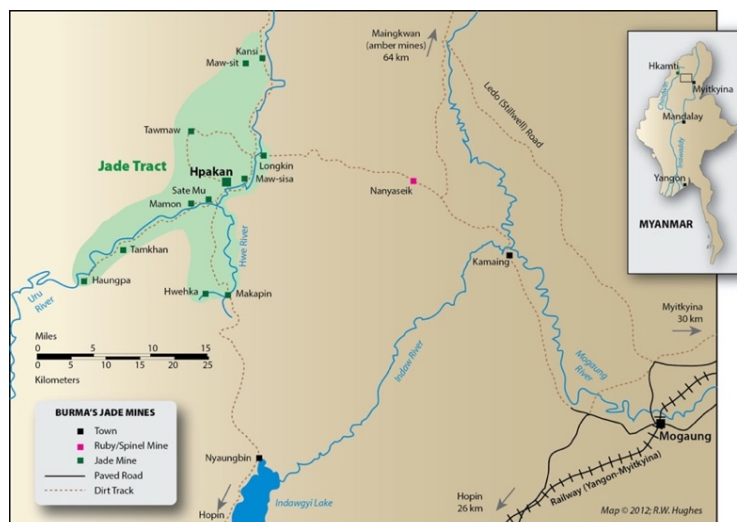 Maingkwan
(amber mines)
64 km
Kansi
Maw-sit
Ledo (Stillwell) Road
Tawmaw
Jade Tract
Hpakan
Longkin
Maw-sisa
Sate Mu
Mamon
Nanyaseik
Hwe River
Tamkhan
Kamaing
Haungpa
Uru
River
Hwehka
Makapin
Indaw River
Mogaung
River
Myitkyina
30 km
Miles
0 5 10 15
0 5 10 15 20 25
Kilometers
BURMA'S JADE MINES
Town
Ruby/Spinel Mine
Jade Mine
Paved Road
Dirt Track
Nyaungbin
Hopin
Indawgyi Lake
Mogaung
Railway (Yangon-Myitkyina)
Hopin
26 km
Map © 2012; R.W. Hughes
Hkamti
Myitkyina
Chindwin
Mandalay
Irrawaddy
Yangon
MYANMAR